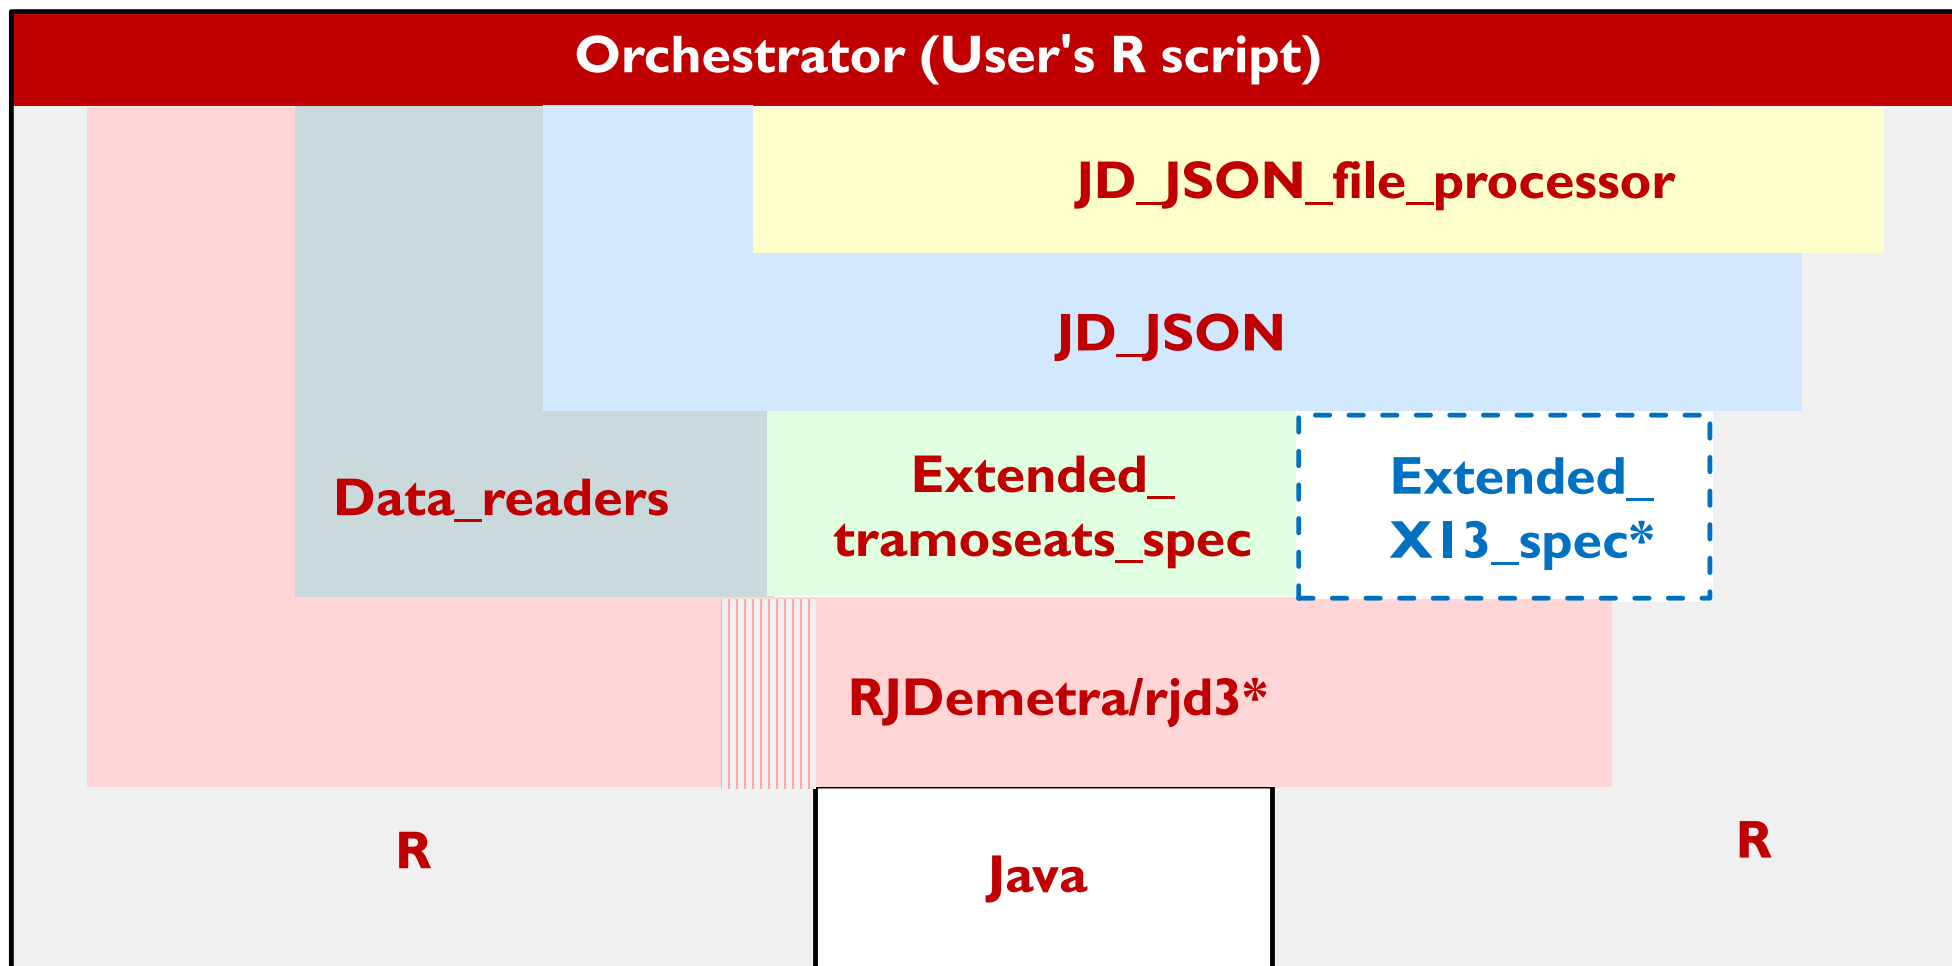 Orchestrator (User's R script)
JD_JSON_file_processor
JD_JSON
Data_readers
Extended_
tramoseats_spec
Extended_
X13_spec*
RJDemetra/rjd3*
R
Java
R